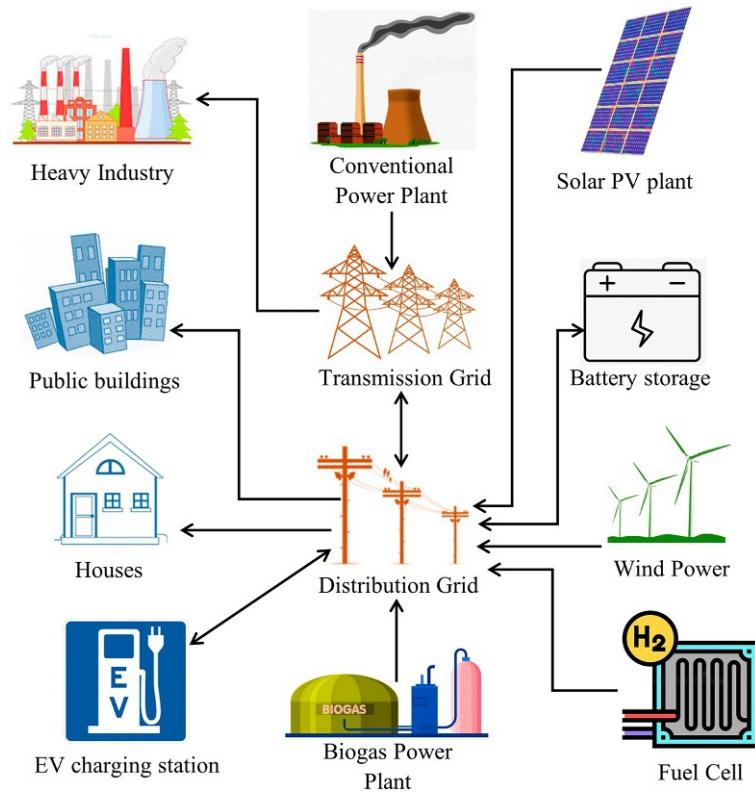 Heavy Industry
Conventional
Power Plant
Solar PV plant
Public buildings
Transmission Grid
+ -
Battery storage
Houses
Distribution Grid
Wind Power
E
V
EV charging station
BIOGAS
Biogas Power
Plant
H2
Fuel Cell